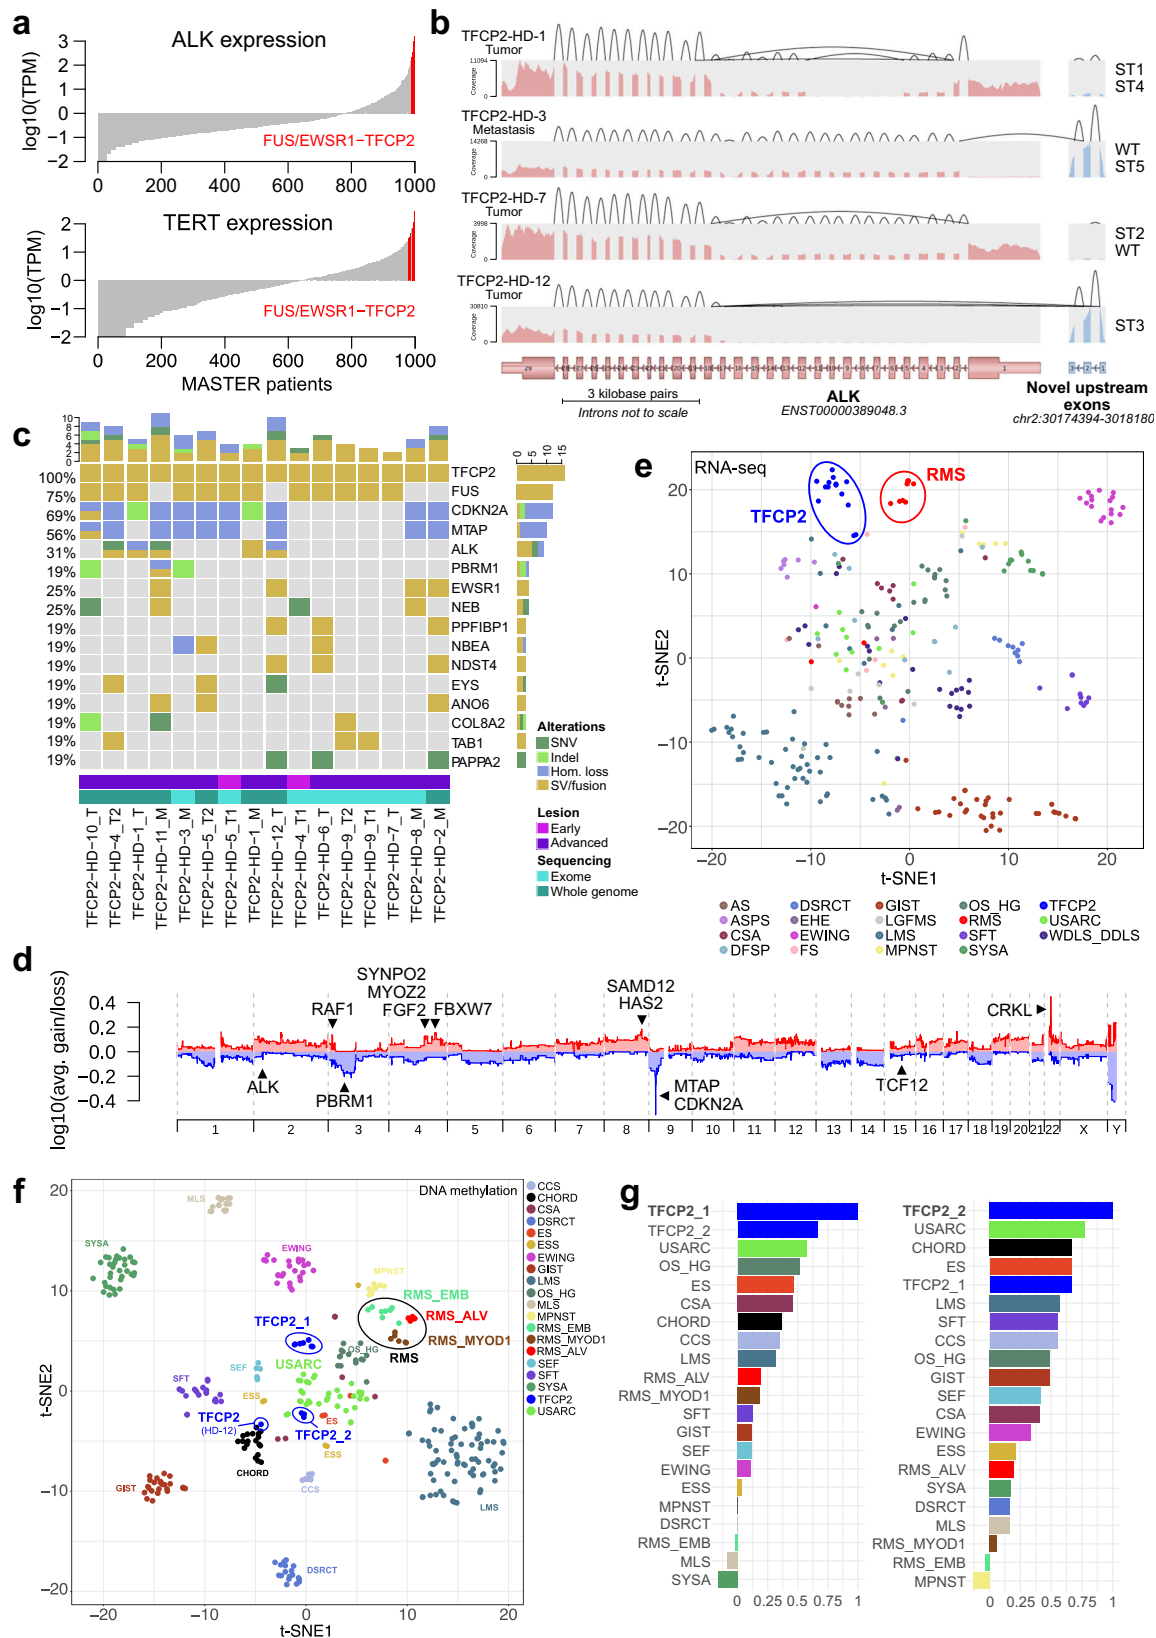 a
ALK expression
log10(TPM)
3
2
1
0
−1
−2
FUS/EWSR1−TFCP2
0
200
400
600
800
1000
TERT expression
log10(TPM)
2
1
0
−1
−2
FUS/EWSR1−TFCP2
0
200
400
600
800
1000
MASTER patients
b
TFCP2-HD-1
Tumor
Coverage
11094
0
ST1
ST4
TFCP2-HD-3
Metastasis
Coverage
14268
0
WT
ST5
TFCP2-HD-7
Tumor
Coverage
3998
0
ST2
WT
TFCP2-HD-12
Tumor
Coverage
30810
0
ST3
3 kilobase pairs
Introns not to scale
ALK
ENST00000389048.3
Novel upstream
exons
chr2:30174394-3018180
c
10
8
6
4
2
0
0
5
10
15
100% TFCP2
75% FUS
69% CDKN2A
56% MTAP
31% ALK
19% PBRM1
25% EWSR1
25% NEB
19% PPFIBP1
19% NBEA
19% NDST4
19% EYS
19% ANO6
19% COL8A2
19% TAB1
19% PAPPA2
TFCP2-HD-10_T
TFCP2-HD-4_T2
TFCP2-HD-1_T
TFCP2-HD-11_M
TFCP2-HD-3_M
TFCP2-HD-5_T2
TFCP2-HD-5_T1
TFCP2-HD-1_M
TFCP2-HD-12_T
TFCP2-HD-4_T1
TFCP2-HD-6_T
TFCP2-HD-9_T2
TFCP2-HD-9_T1
TFCP2-HD-7_T
TFCP2-HD-8_M
TFCP2-HD-2_M
Alterations
SNV
Indel
Hom. loss
SV/fusion
Lesion
Early
Advanced
Sequencing
Exome
Whole genome
e
RNA-seq
TFCP2
RMS
t-SNE2
20
10
0
−10
−20
−20
−10
0
10
20
t-SNE1
AS
DSRCT
GIST
OS_HG
TFCP2
ASPS
EHE
LGFMS
RMS
USARC
CSA
EWING
LMS
SFT
WDLS_DDLS
DFSP
FS
MPNST
SYSA
d
log10(avg. gain/loss)
0.4
0.2
0.0
−0.2
−0.4
ALK
RAF1
PBRM1
SYNPO2
MYOZ2
FGF2
FBXW7
SAMD12
HAS2
MTAP
CDKN2A
TCF12
CRKL
1
2
3
4
5
6
7
8
9
10
11
12
13
14
15
16
17
18
19
20
21
22
X
Y
f
DNA methylation
t-SNE2
20
10
0
−10
−20
−20
−10
0
10
20
t-SNE1
MLS
SYSA
EWING
MPNST
RMS_EMB
RMS_ALV
RMS_MYOD1
RMS
TFCP2_1
OS_HG
USARC
SEF
SFT
ESS
ES
TFCP2
(HD-12)
TFCP2_2
ESS
CHORD
CCS
GIST
LMS
DSRCT
CCS
CHORD
CSA
DSRCT
ES
ESS
EWING
GIST
LMS
OS_HG
MLS
MPNST
RMS_EMB
RMS_MYOD1
RMS_ALV
SEF
SFT
SYSA
TFCP2
USARC
g
TFCP2_1
TFCP2_2
USARC
OS_HG
ES
CSA
CHORD
CCS
LMS
RMS_ALV
RMS_MYOD1
SFT
GIST
SEF
EWING
ESS
MPNST
DSRCT
RMS_EMB
MLS
SYSA
0
0.25
0.5
0.75
1
TFCP2_2
USARC
CHORD
ES
TFCP2_1
LMS
SFT
CCS
OS_HG
GIST
SEF
CSA
EWING
ESS
RMS_ALV
SYSA
DSRCT
MLS
RMS_MYOD1
RMS_EMB
MPNST
0
0.25
0.5
0.75
1